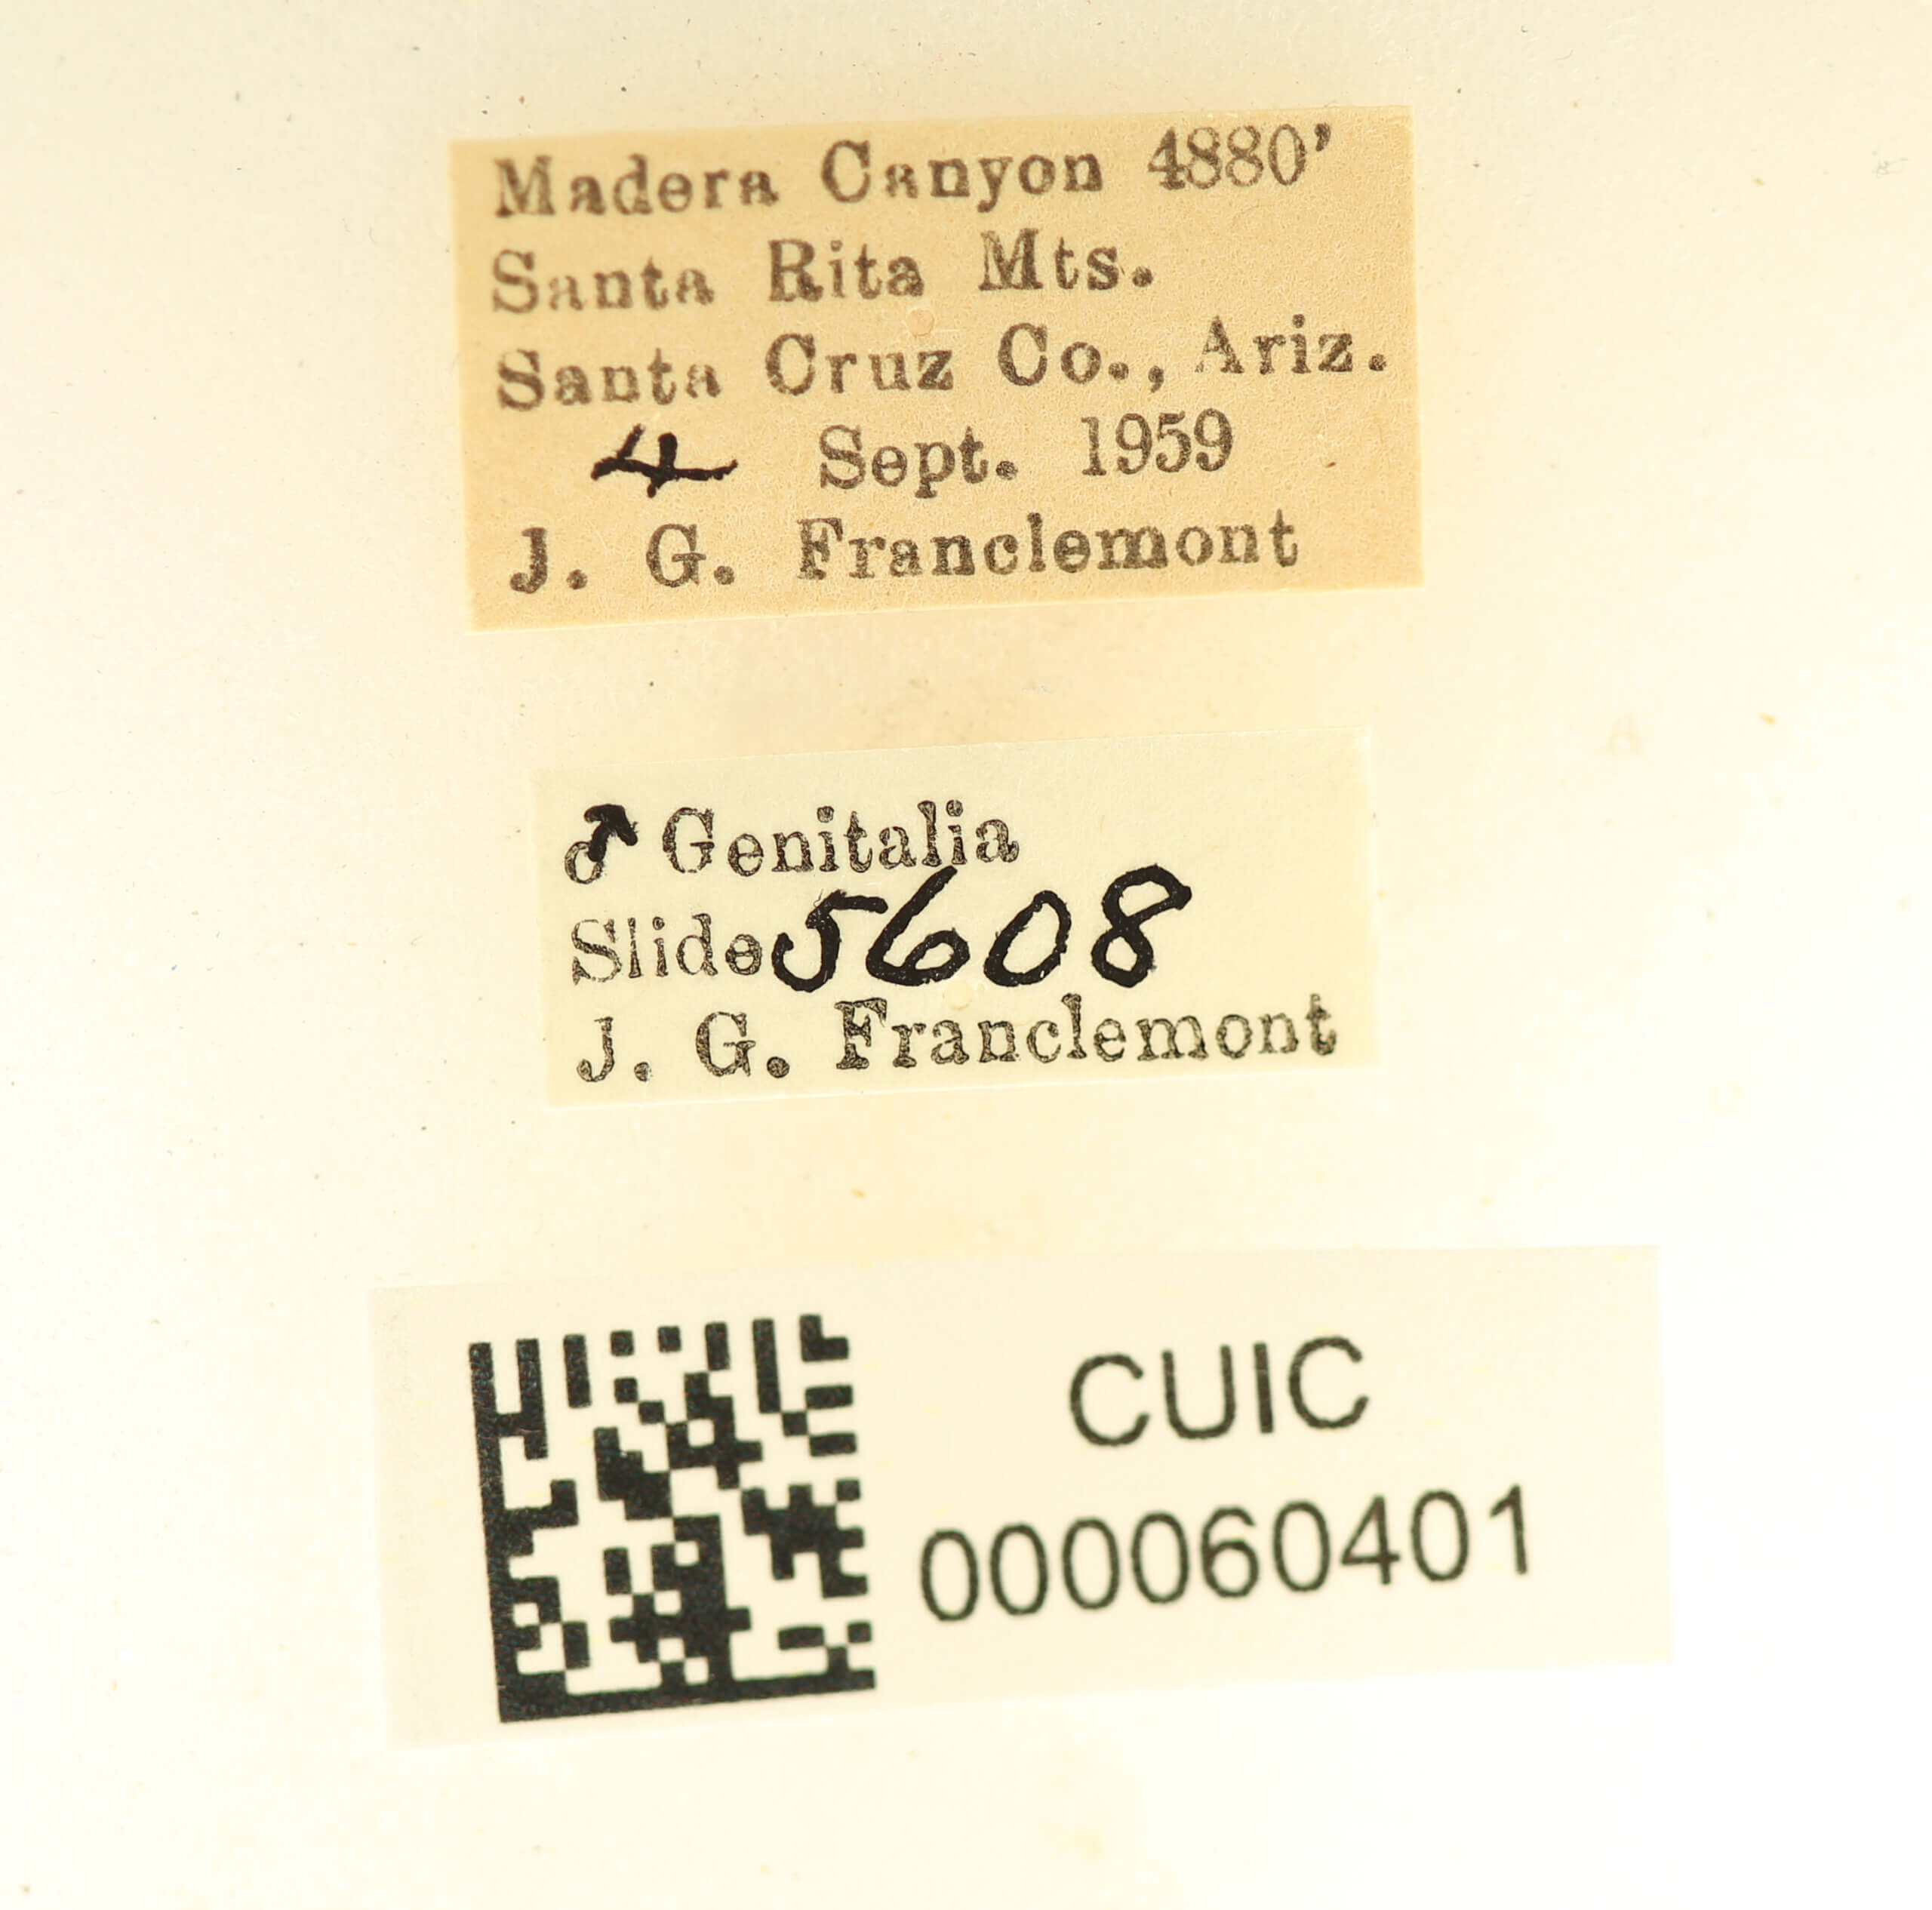 Madera Canyon 4880'
Santa Rita Mts.
Santa Cruz Co., Ariz.
4 Sept. 1959
J. G. Franclemont
♂ Genitalia
Slide 5608
J. G. Franclemont
CUIC
000060401